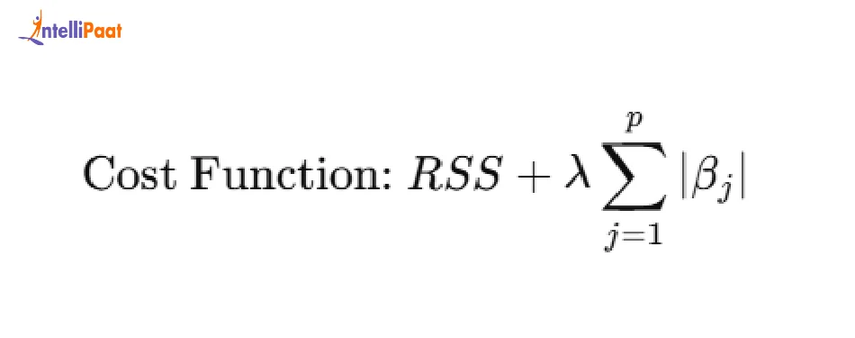 IntelliPaat
Cost Function: RSS + λ ∑_{j=1}^{p} |β_j|